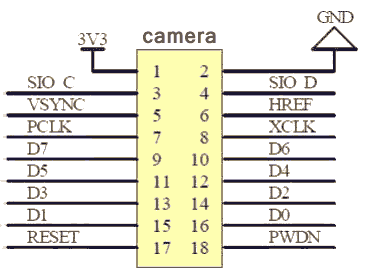 GND
camera
3V3
1 2
SIO_C 3 4 SIO_D
VSYNC 5 6 HREF
PCLK 7 8 XCLK
D7 9 10 D6
D5 11 12 D4
D3 13 14 D2
D1 15 16 D0
RESET 17 18 PWDN